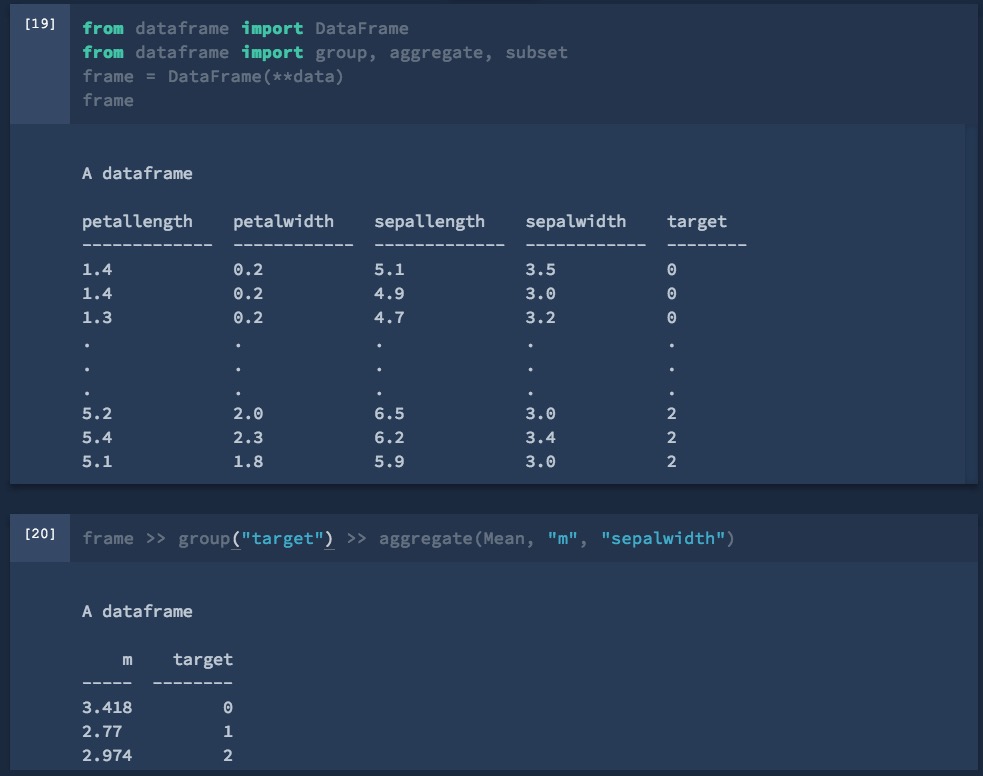 [19]
from dataframe import DataFrame
from dataframe import group, aggregate, subset
frame = DataFrame(**data)
frame
A dataframe
petallength petalwidth sepallength sepalwidth target
------------- ------------ ------------- ------------ --------
1.4 0.2 5.1 3.5 0
1.4 0.2 4.9 3.0 0
1.3 0.2 4.7 3.2 0
. . . . .
. . . . .
. . . . .
5.2 2.0 6.5 3.0 2
5.4 2.3 6.2 3.4 2
5.1 1.8 5.9 3.0 2
[20]
frame >> group("target") >> aggregate(Mean, "m", "sepalwidth")
A dataframe
m target
----- --------
3.418 0
2.77 1
2.974 2